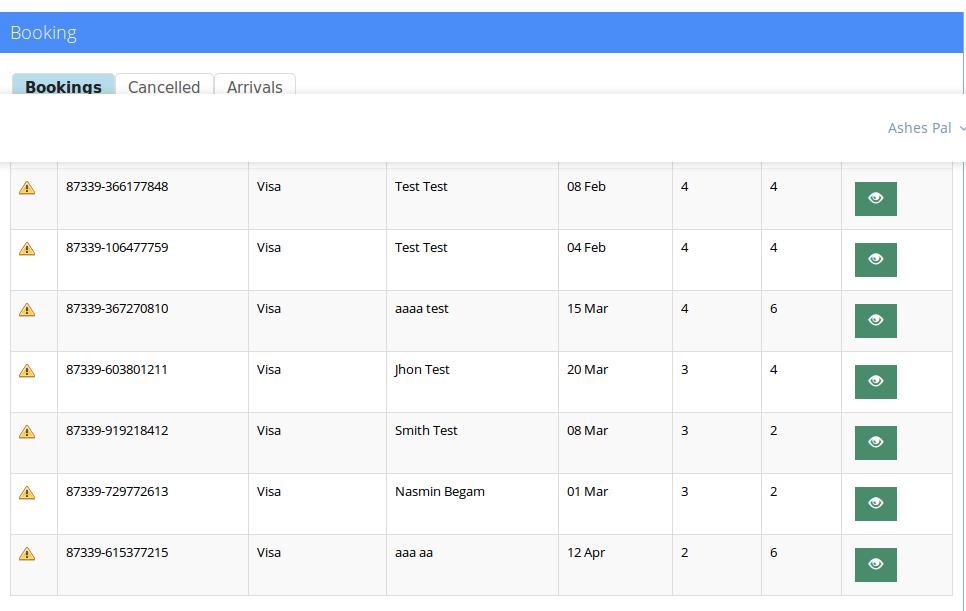 Booking
Bookings Cancelled Arrivals
Ashes Pal
87339-366177848 Visa Test Test 08 Feb 4 4
87339-106477759 Visa Test Test 04 Feb 4 4
87339-367270810 Visa aaaa test 15 Mar 4 6
87339-603801211 Visa Jhon Test 20 Mar 3 4
87339-919218412 Visa Smith Test 08 Mar 3 2
87339-729772613 Visa Nasmin Begam 01 Mar 3 2
87339-615377215 Visa aaa aa 12 Apr 2 6